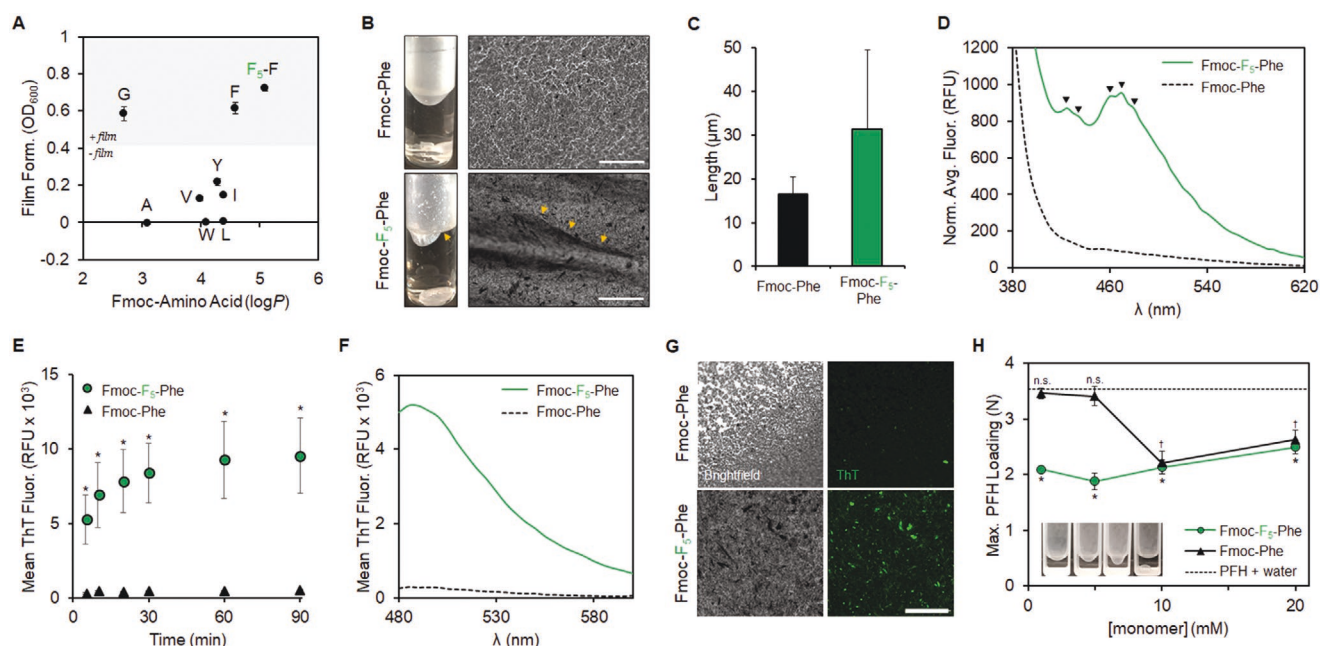 A
Film Form. (OD600)
1
0.8
0.6
0.4
0.2
0
-0.2
+ film
- film
G
F
F5-F
Y
V
I
A
W L
2 3 4 5 6
Fmoc-Amino Acid (logP)
B
Fmoc-Phe
Fmoc-F5-Phe
C
Length (µm)
50
40
30
20
10
0
Fmoc-Phe
Fmoc-F5-
Phe
D
Norm. Avg. Fluor. (RFU)
1200
1000
800
600
400
200
0
Fmoc-F5-Phe
Fmoc-Phe
380 460 540 620
λ (nm)
E
Mean ThT Fluor. (RFU x 10³)
15
10
5
0
Fmoc-F5-Phe
Fmoc-Phe
* * * * * *
0 30 60 90
Time (min)
F
Mean ThT Fluor. (RFU x 10³)
6
4
2
0
Fmoc-F5-Phe
Fmoc-Phe
480 530 580
λ (nm)
G
Fmoc-Phe
Brightfield
ThT
Fmoc-F5-Phe
H
Max. PFH Loading (N)
4
3
2
1
0
n.s. n.s.
† †
* * * *
Fmoc-F5-Phe
Fmoc-Phe
PFH + water
0 10 20
[monomer] (mM)